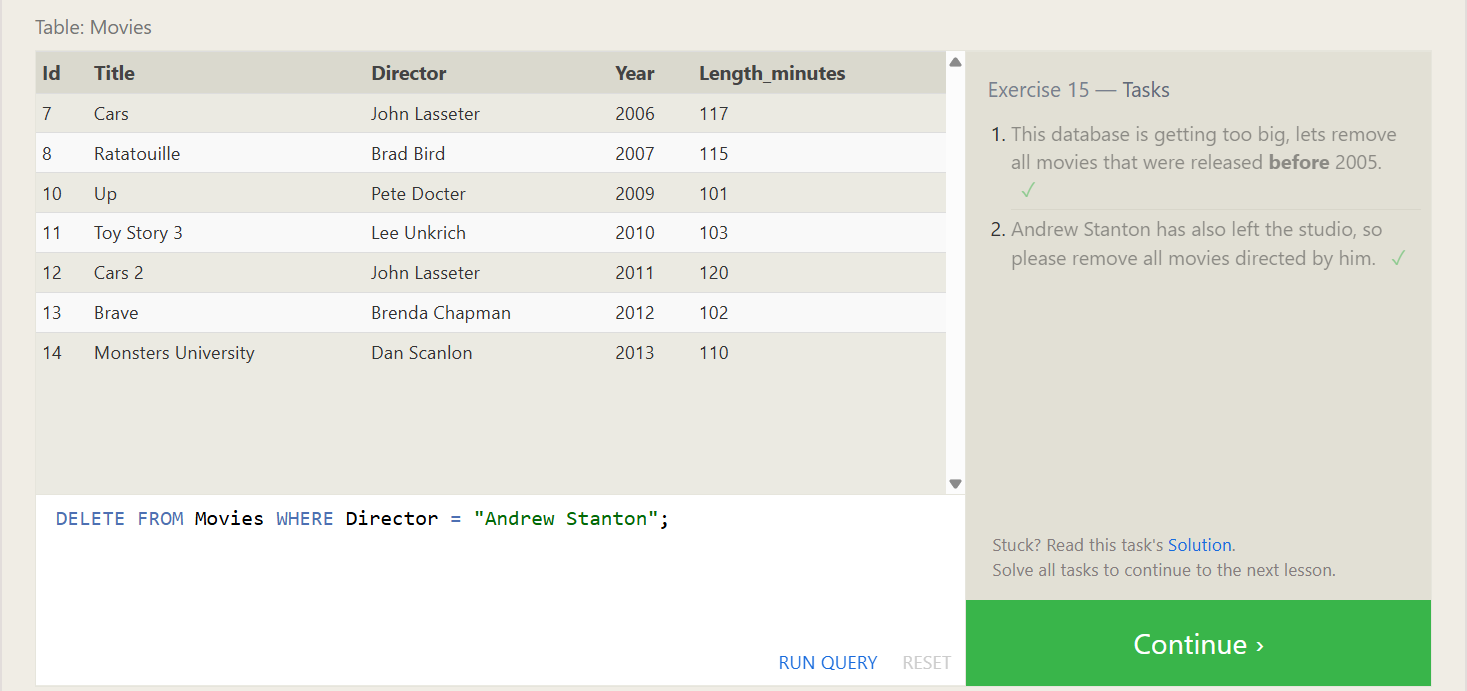 Table: Movies
Id Title Director Year Length_minutes
7 Cars John Lasseter 2006 117
8 Ratatouille Brad Bird 2007 115
10 Up Pete Docter 2009 101
11 Toy Story 3 Lee Unkrich 2010 103
12 Cars 2 John Lasseter 2011 120
13 Brave Brenda Chapman 2012 102
14 Monsters University Dan Scanlon 2013 110
DELETE FROM Movies WHERE Director = "Andrew Stanton";
RUN QUERY RESET
Exercise 15 — Tasks
1. This database is getting too big, lets remove
all movies that were released before 2005.
✓
2. Andrew Stanton has also left the studio, so
please remove all movies directed by him. ✓
Stuck? Read this task's Solution.
Solve all tasks to continue to the next lesson.
Continue ›